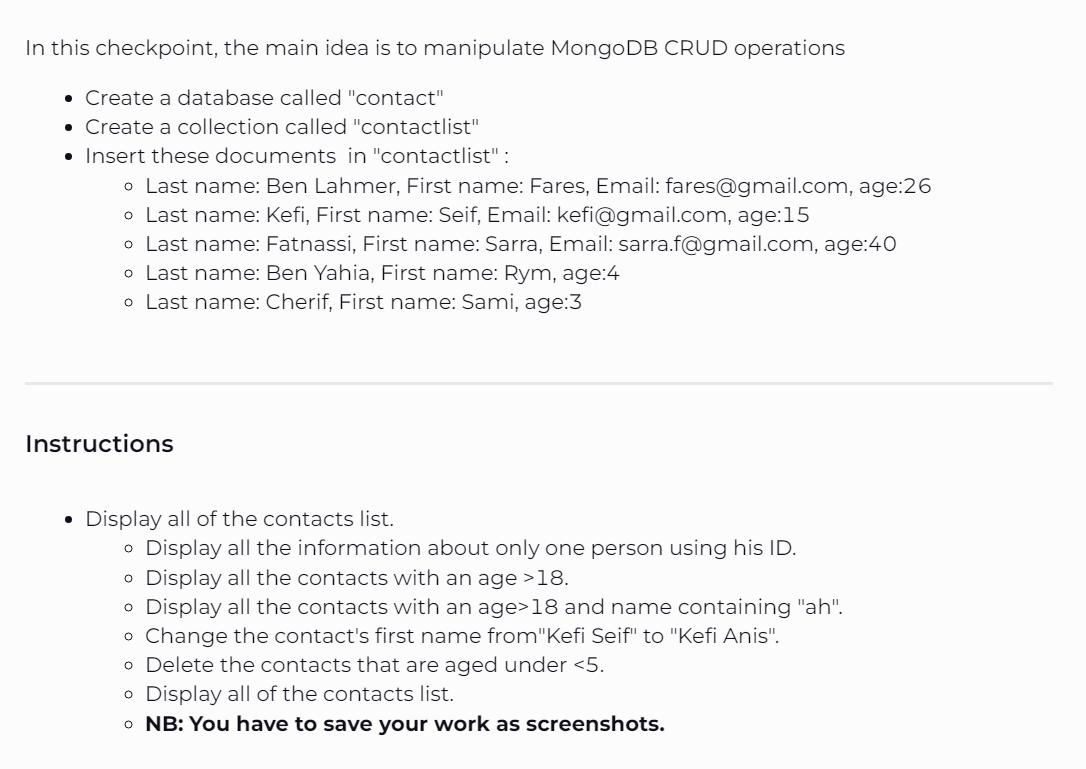 In this checkpoint, the main idea is to manipulate MongoDB CRUD operations
Create a database called "contact"
Create a collection called "contactlist"
Insert these documents  in "contactlist" :
Last name: Ben Lahmer, First name: Fares, Email: fares@gmail.com, age:26
Last name: Kefi, First name: Seif, Email: kefi@gmail.com, age:15
Last name: Fatnassi, First name: Sarra, Email: sarra.f@gmail.com, age:40
Last name: Ben Yahia, First name: Rym, age:4
Last name: Cherif, First name: Sami, age:3
Instructions
Display all of the contacts list.
Display all the information about only one person using his ID.
Display all the contacts with an age >18.
Display all the contacts with an age>18 and name containing "ah".
Change the contact's first name from"Kefi Seif" to "Kefi Anis".
Delete the contacts that are aged under <5.
Display all of the contacts list.
NB: You have to save your work as screenshots.